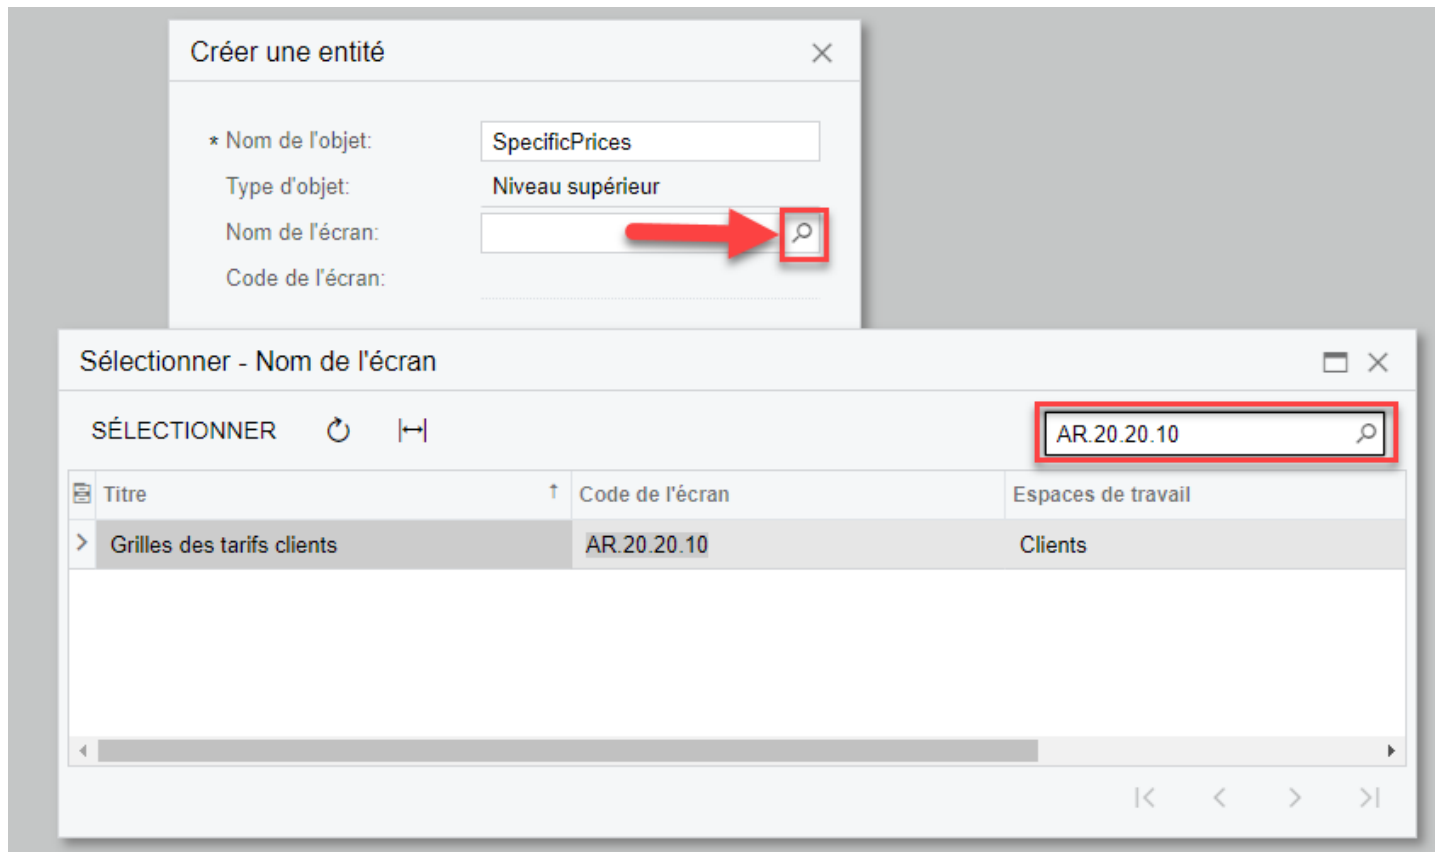 Créer une entité
* Nom de l'objet: SpecificPrices
Type d'objet: Niveau supérieur
Nom de l'écran:
Code de l'écran:
Sélectionner - Nom de l'écran
SÉLECTIONNER AR.20.20.10
Titre Code de l'écran Espaces de travail
Grilles des tarifs clients AR.20.20.10 Clients